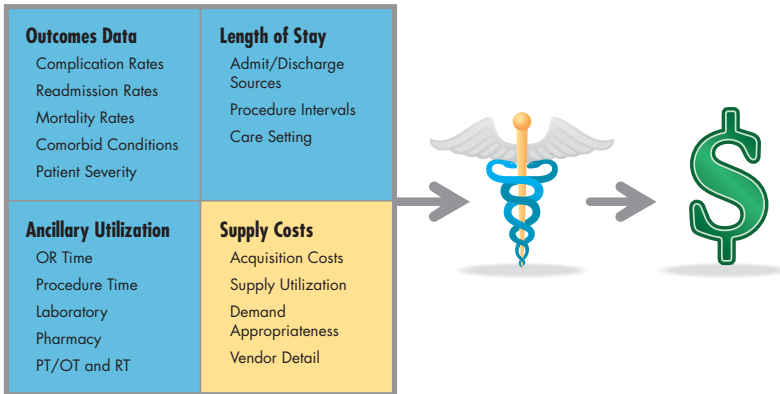 Outcomes Data
Complication Rates
Readmission Rates
Mortality Rates
Comorbid Conditions
Patient Severity
Length of Stay
Admit/Discharge
Sources
Procedure Intervals
Care Setting
Ancillary Utilization
OR Time
Procedure Time
Laboratory
Pharmacy
PT/OT and RT
Supply Costs
Acquisition Costs
Supply Utilization
Demand
Appropriateness
Vendor Detail
$